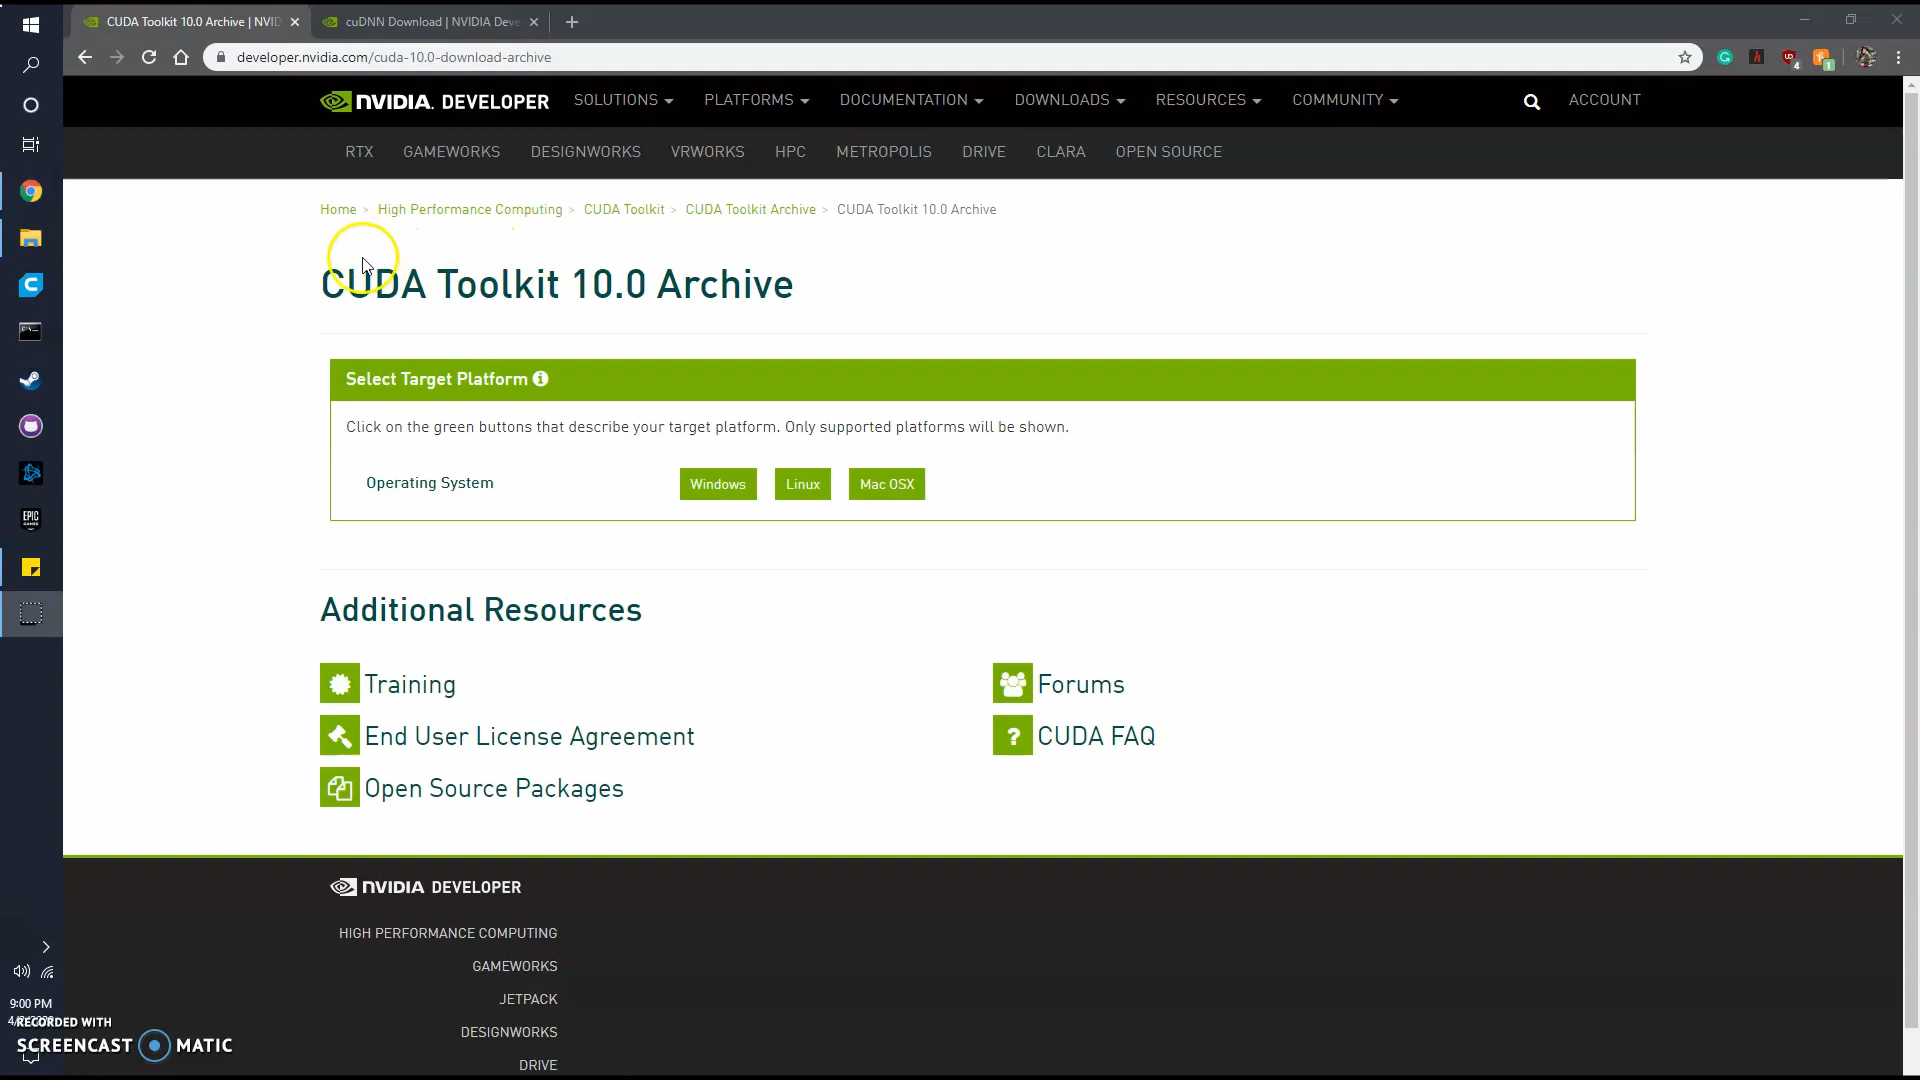 CUDA Toolkit 10.0 Archive | NVID
cuDNN Download | NVIDIA Deve
developer.nvidia.com/cuda-10.0-download-archive
NVIDIA. DEVELOPER SOLUTIONS PLATFORMS DOCUMENTATION DOWNLOADS RESOURCES COMMUNITY ACCOUNT
RTX GAMEWORKS DESIGNWORKS VRWORKS HPC METROPOLIS DRIVE CLARA OPEN SOURCE
Home > High Performance Computing > CUDA Toolkit > CUDA Toolkit Archive > CUDA Toolkit 10.0 Archive
CUDA Toolkit 10.0 Archive
Select Target Platform
Click on the green buttons that describe your target platform. Only supported platforms will be shown.
Operating System Windows Linux Mac OSX
Additional Resources
Training
End User License Agreement
Open Source Packages
Forums
? CUDA FAQ
NVIDIA DEVELOPER
HIGH PERFORMANCE COMPUTING
GAMEWORKS
JETPACK
DESIGNWORKS
DRIVE
EPIC
GAMES
9:00 PM
RECORDED WITH
SCREENCAST MATIC